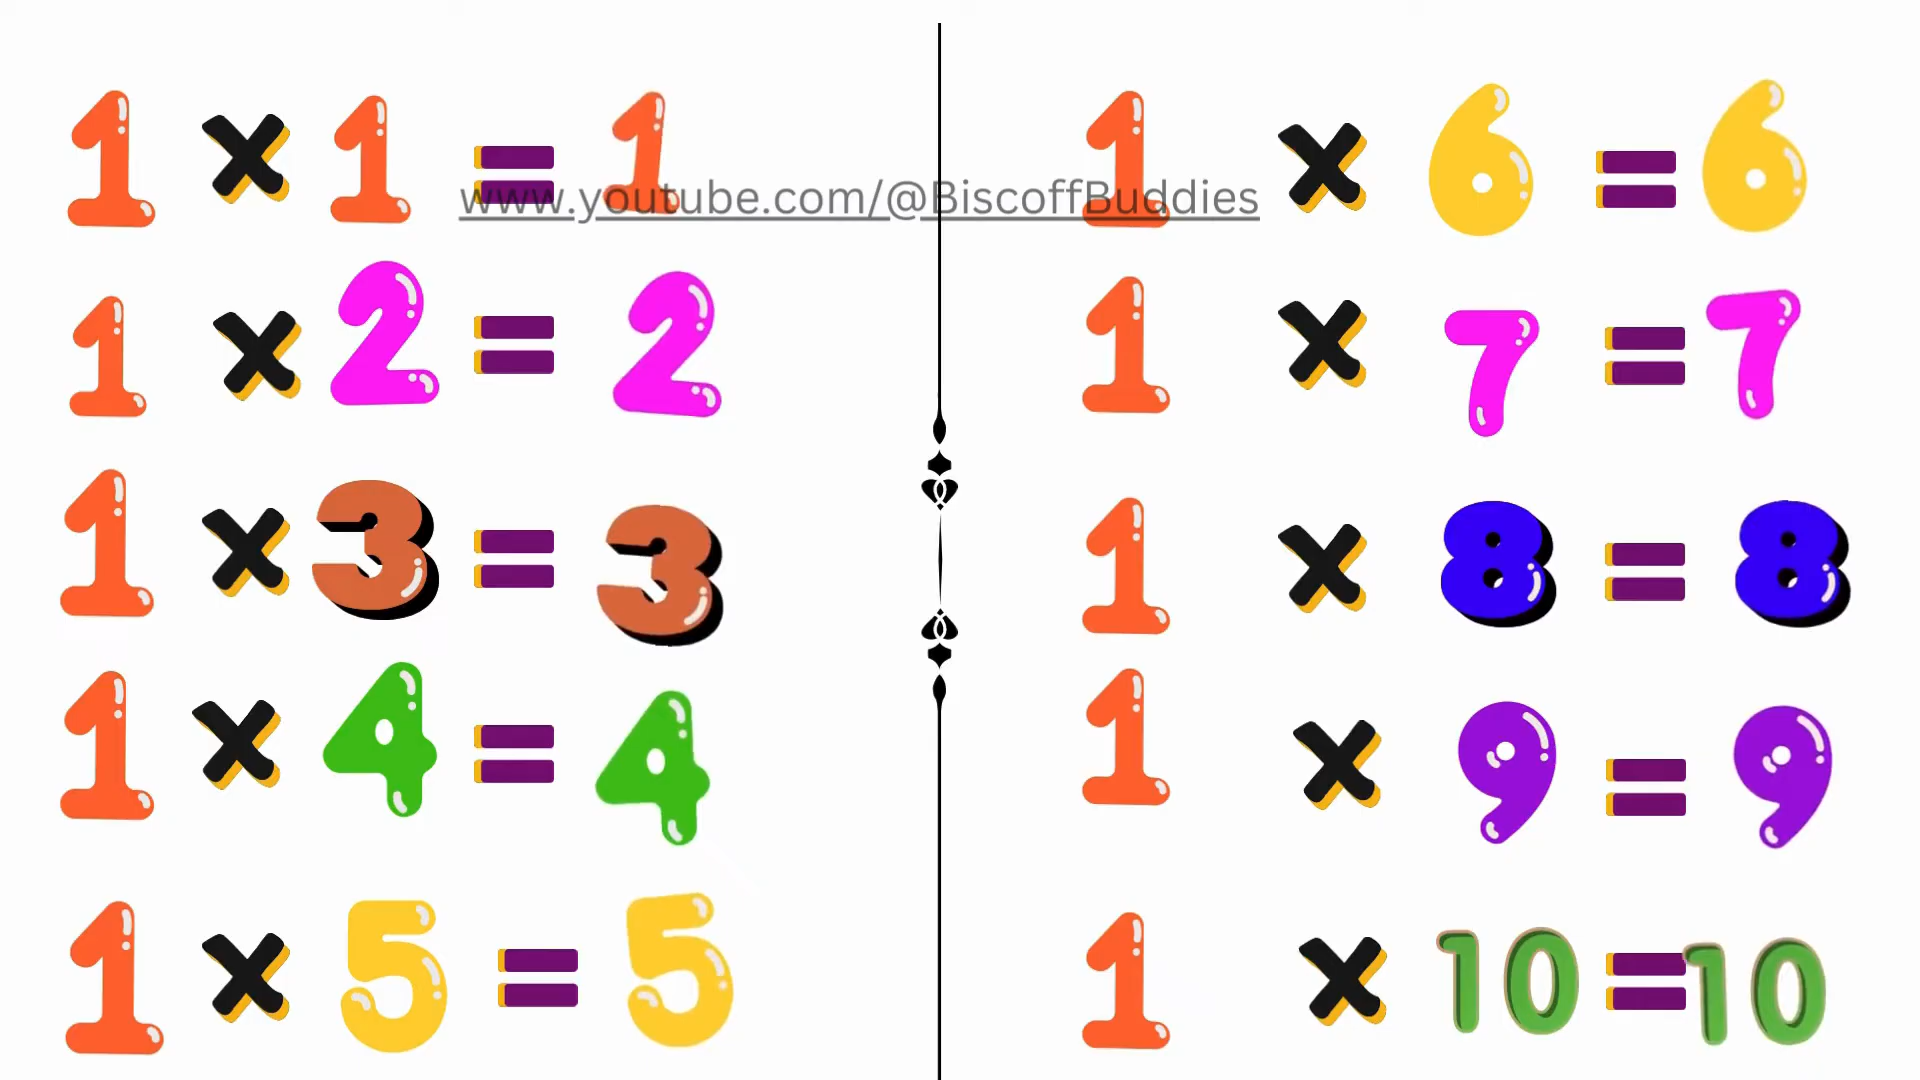 1 × 1 = 1
1 × 2 = 2
1 × 3 = 3
1 × 4 = 4
1 × 5 = 5
www.youtube.com/@BiscoffBuddies
1 × 6 = 6
1 × 7 = 7
1 × 8 = 8
1 × 9 = 9
1 × 10 = 10